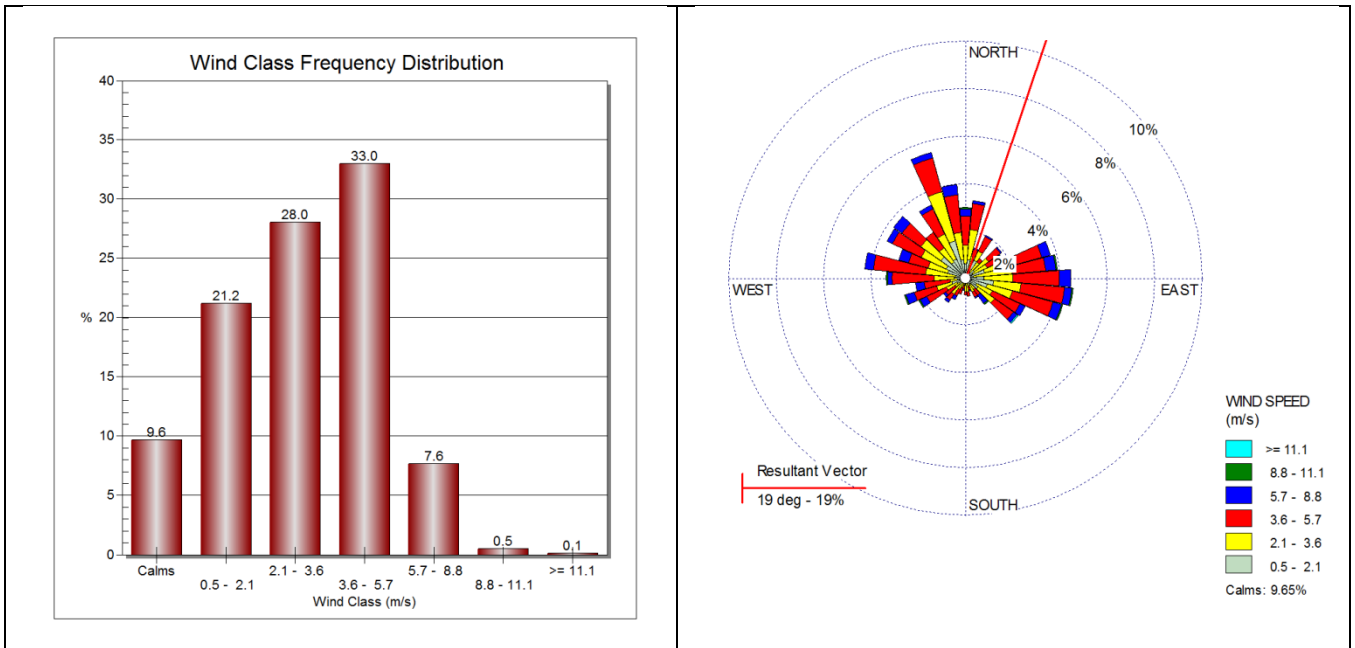 Wind Class Frequency Distribution
40
35
30
25
20
15
10
5
0
%
9.6
21.2
28.0
33.0
7.6
0.5
0.1
Calms
0.5 - 2.1
2.1 - 3.6
3.6 - 5.7
5.7 - 8.8
8.8 - 11.1
>= 11.1
Wind Class (m/s)
NORTH
10%
8%
6%
4%
2%
WEST
EAST
SOUTH
Resultant Vector
19 deg - 19%
WIND SPEED
(m/s)
>= 11.1
8.8 - 11.1
5.7 - 8.8
3.6 - 5.7
2.1 - 3.6
0.5 - 2.1
Calms: 9.65%